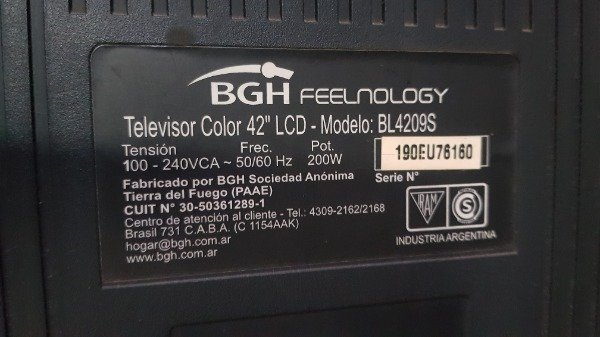 BGH FEELNOLOGY
Televisor Color 42" LCD - Modelo: BL4209S
Tensión Frec. Pot.
100 - 240VCA ~ 50/60 Hz 200W
190EU76160
Fabricado por BGH Sociedad Anónima Serie N°
Tierra del Fuego (PAAE)
CUIT N° 30-50361289-1
Centro de atención al cliente - Tel.: 4309-2162/2168
Brasil 731 C.A.B.A. (C 1154AAK)
hogar@bgh.com.ar
www.bgh.com.ar
IRAM S
INDUSTRIA ARGENTINA